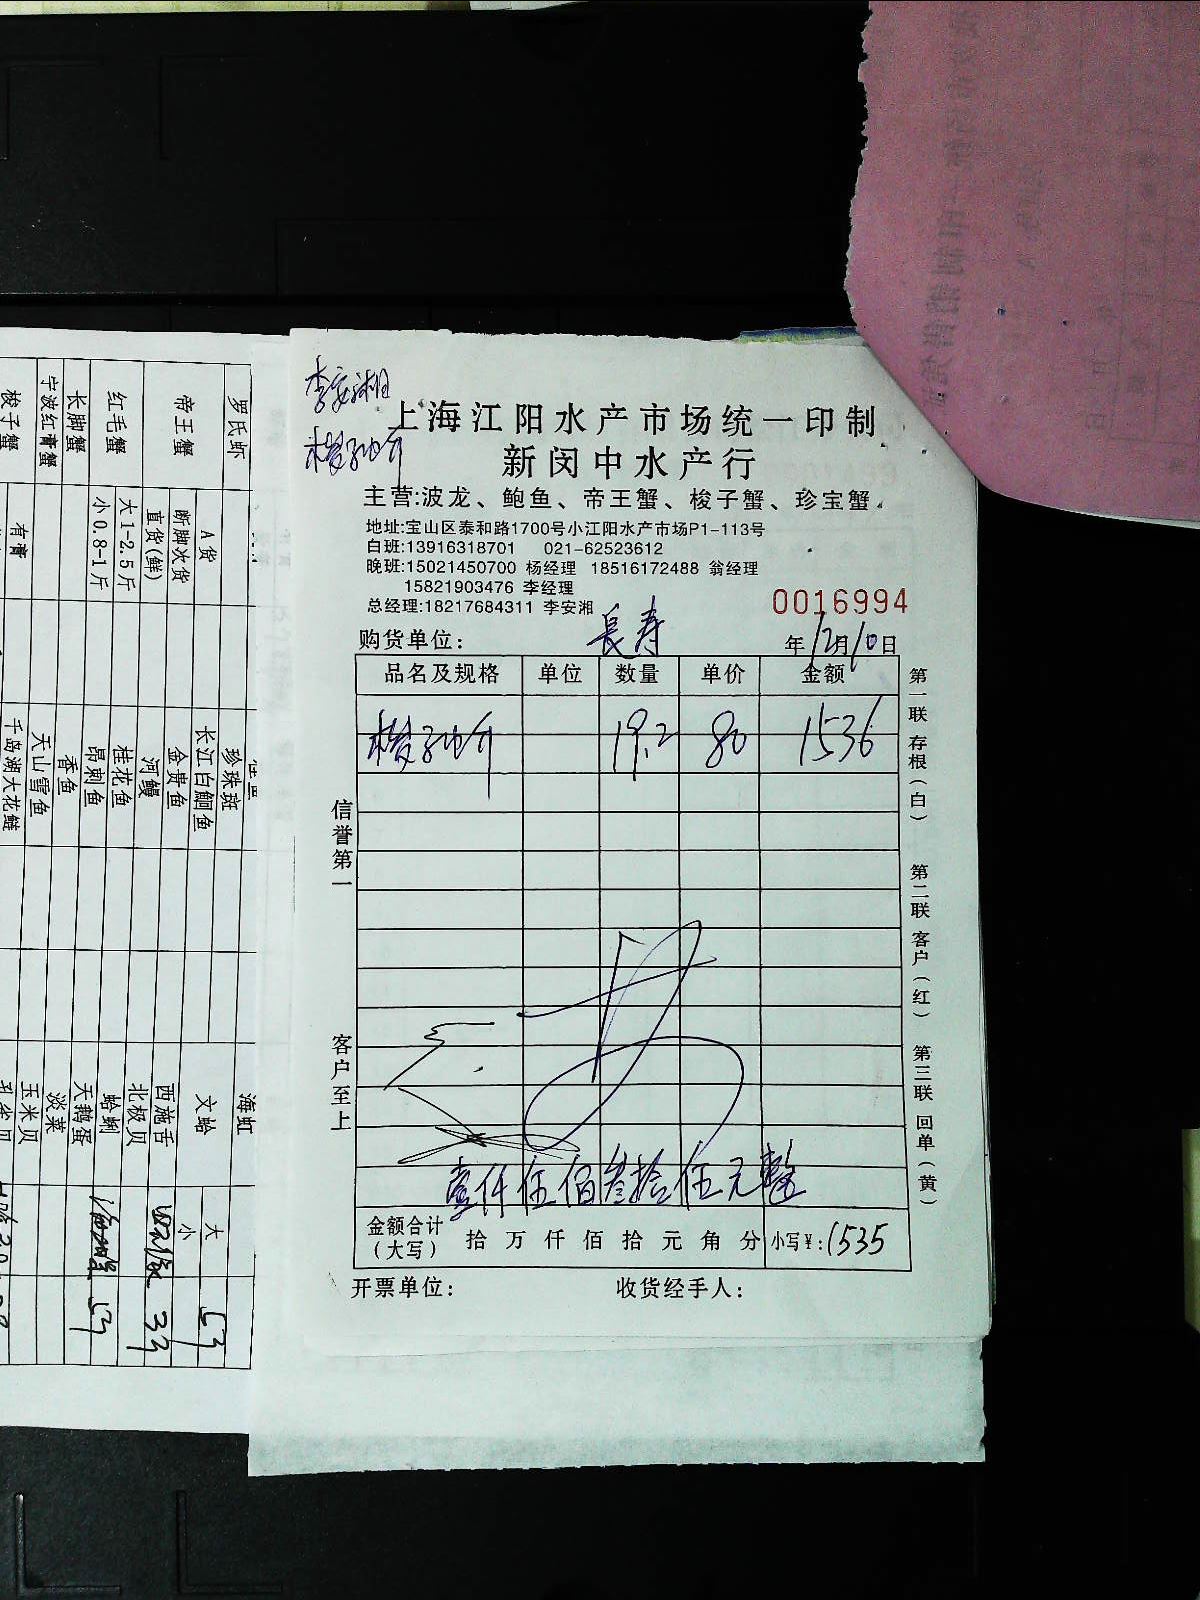 李安湘
梭子蟹
上海江阳水产市场统一印制
新闵中水产行
主营:波龙、鲍鱼、帝王蟹、梭子蟹、珍宝蟹
地址:宝山区泰和路1700号小江阳水产市场P1-113号
白班:13916318701 021-62523612
晚班:15021450700 杨经理 18516172488 翁经理
15821903476 李经理
总经理:18217684311 李安湘
0016994
购货单位: 長寿 年12月10日
品名及规格 单位 数量 单价 金额
梭子蟹 19.2 80 1536
信誉第一
客户至上
第一联 存根(白) 第二联 客户(红) 第三联 回单(黄)
壹仟伍佰叁拾伍元整
金额合计(大写) 拾 万 仟 佰 拾 元 角 分 小写¥:1535
开票单位: 收货经手人:
罗氏虾 珍珠斑 海虹
帝王蟹 A货 长江白鮰鱼 文蛤 大 53
断脚次货 金贵鱼 小
直货(鲜) 河鳗 西施舌 33
红毛蟹 大1-2.5斤 桂花鱼 北极贝
小0.8-1斤 昂刺鱼 蛤蜊 53
长脚蟹 香鱼 天鹅蛋
宁波红膏蟹 天山雪鱼 淡菜
梭子蟹 有膏 千岛湖大花鲢 玉米贝